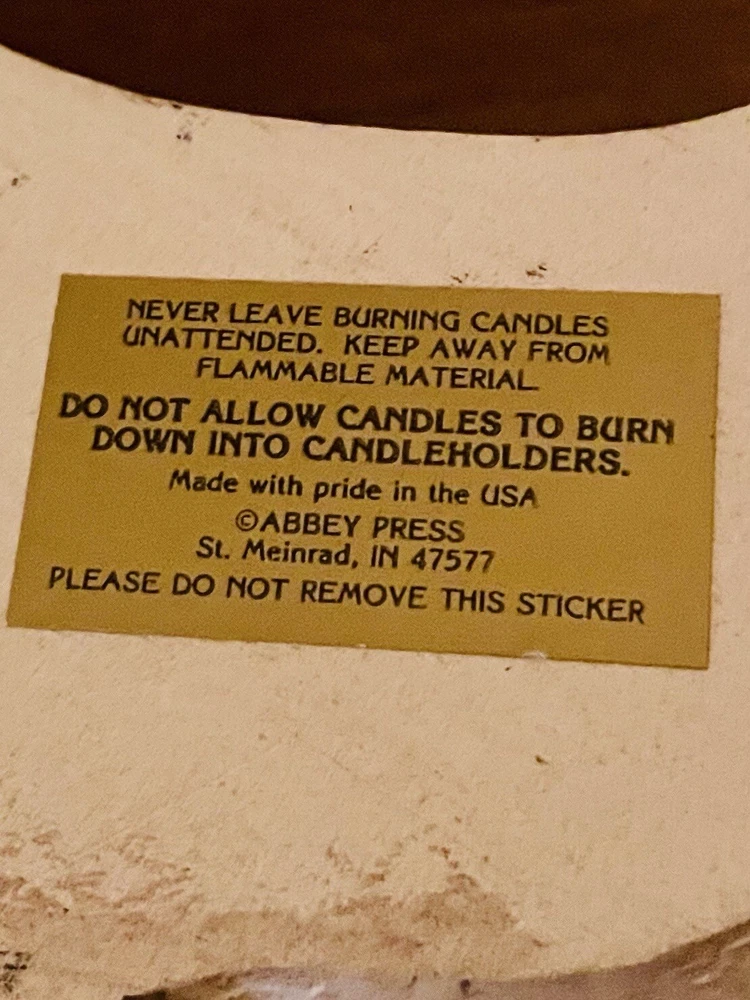 NEVER LEAVE BURNING CANDLES
UNATTENDED. KEEP AWAY FROM
FLAMMABLE MATERIAL
DO NOT ALLOW CANDLES TO BURN
DOWN INTO CANDLEHOLDERS.
Made with pride in the USA
©ABBEY PRESS
St. Meinrad, IN 47577
PLEASE DO NOT REMOVE THIS STICKER